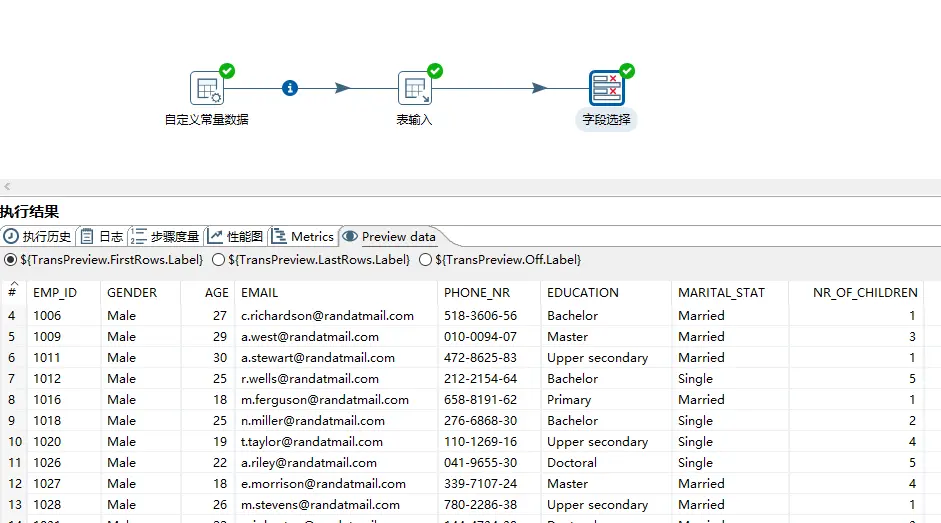 自定义常量数据 表输入 字段选择
执行结果
执行历史 日志 步骤度量 性能图 Metrics Preview data
${TransPreview.FirstRows.Label} ${TransPreview.LastRows.Label} ${TransPreview.Off.Label}
# EMP_ID GENDER AGE EMAIL PHONE_NR EDUCATION MARITAL_STAT NR_OF_CHILDREN
4 1006 Male 27 c.richardson@randatmail.com 518-3606-56 Bachelor Married 1
5 1009 Male 29 a.west@randatmail.com 010-0094-07 Master Married 3
6 1011 Male 30 a.stewart@randatmail.com 472-8625-83 Upper secondary Married 1
7 1012 Male 25 r.wells@randatmail.com 212-2154-64 Bachelor Single 5
8 1016 Male 18 m.ferguson@randatmail.com 658-8191-62 Primary Married 1
9 1018 Male 25 n.miller@randatmail.com 276-6868-30 Bachelor Single 2
10 1020 Male 19 t.taylor@randatmail.com 110-1269-16 Upper secondary Single 4
11 1026 Male 22 a.riley@randatmail.com 041-9655-30 Doctoral Single 5
12 1027 Male 18 e.morrison@randatmail.com 339-7107-24 Master Married 4
13 1028 Male 26 m.stevens@randatmail.com 780-2286-38 Upper secondary Married 1